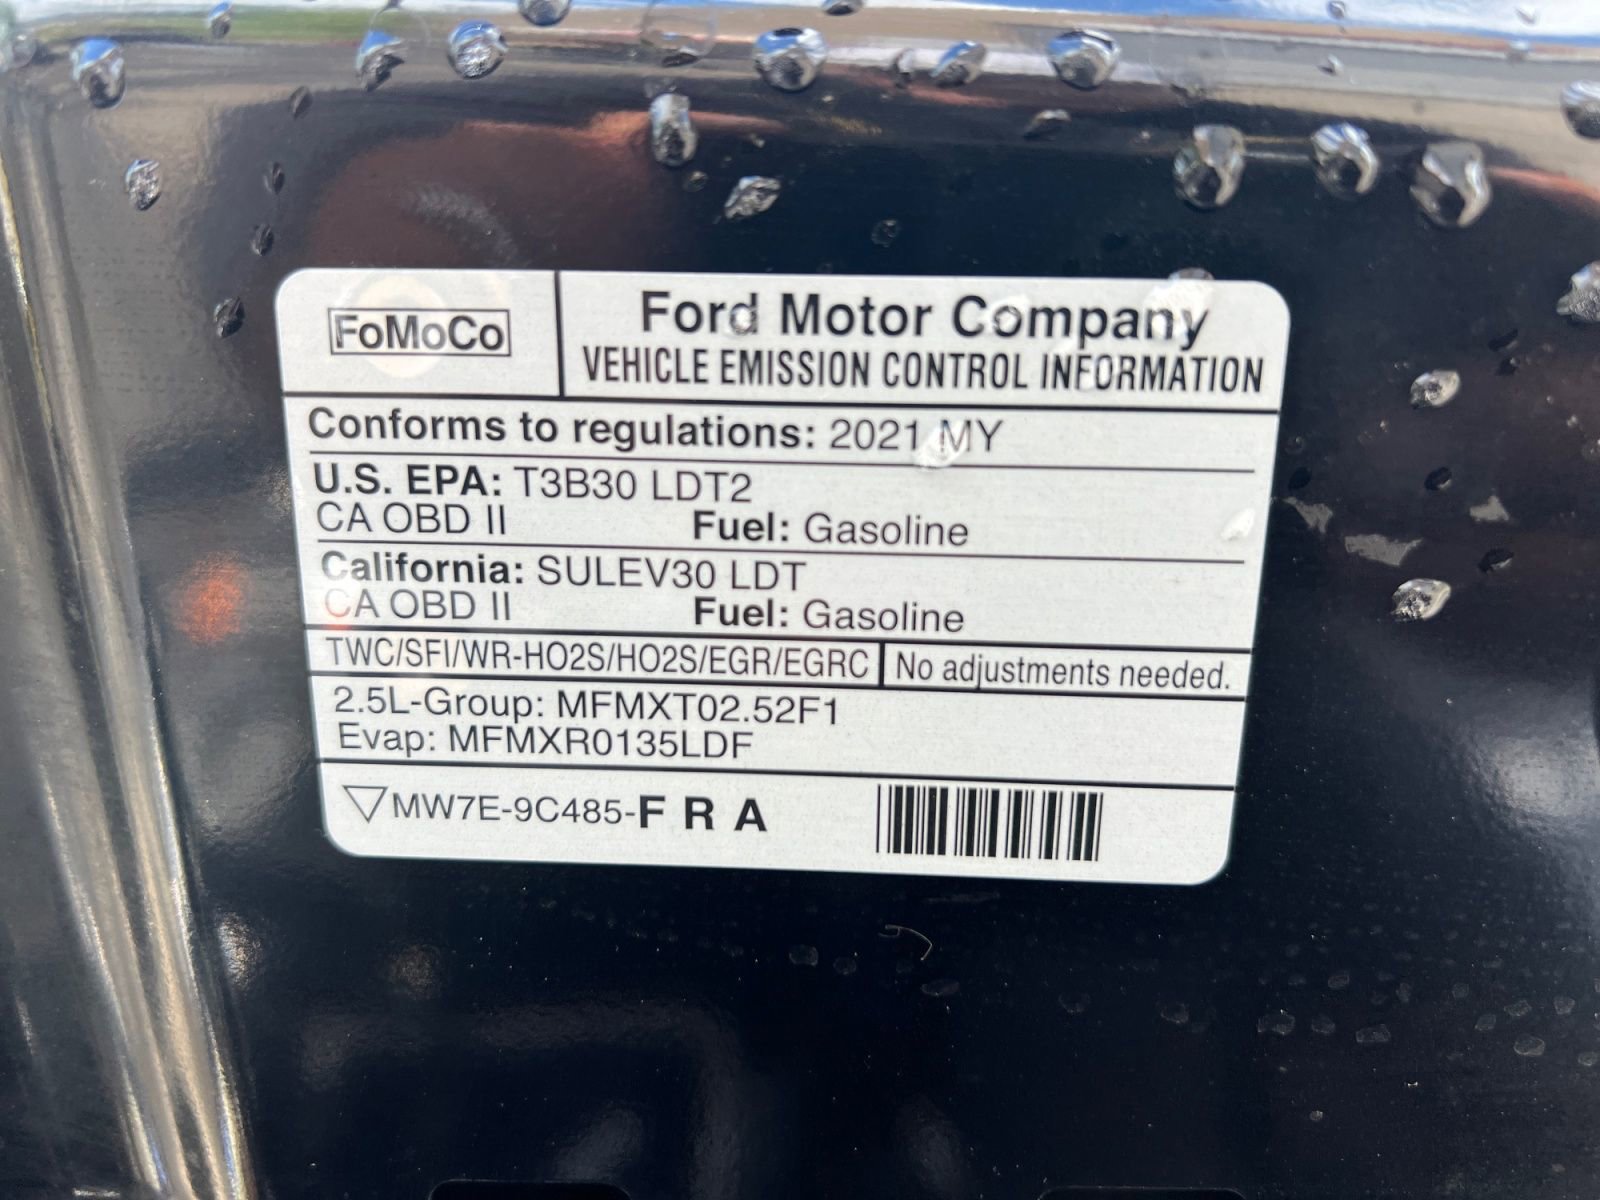 FoMoCo
Ford Motor Company
VEHICLE EMISSION CONTROL INFORMATION
Conforms to regulations: 2021 MY
U.S. EPA: T3B30 LDT2
CA OBD II Fuel: Gasoline
California: SULEV30 LDT
CA OBD II Fuel: Gasoline
TWC/SFI/WR-HO2S/HO2S/EGR/EGRC No adjustments needed.
2.5L-Group: MFMXT02.52F1
Evap: MFMXR0135LDF
MW7E-9C485-F R A